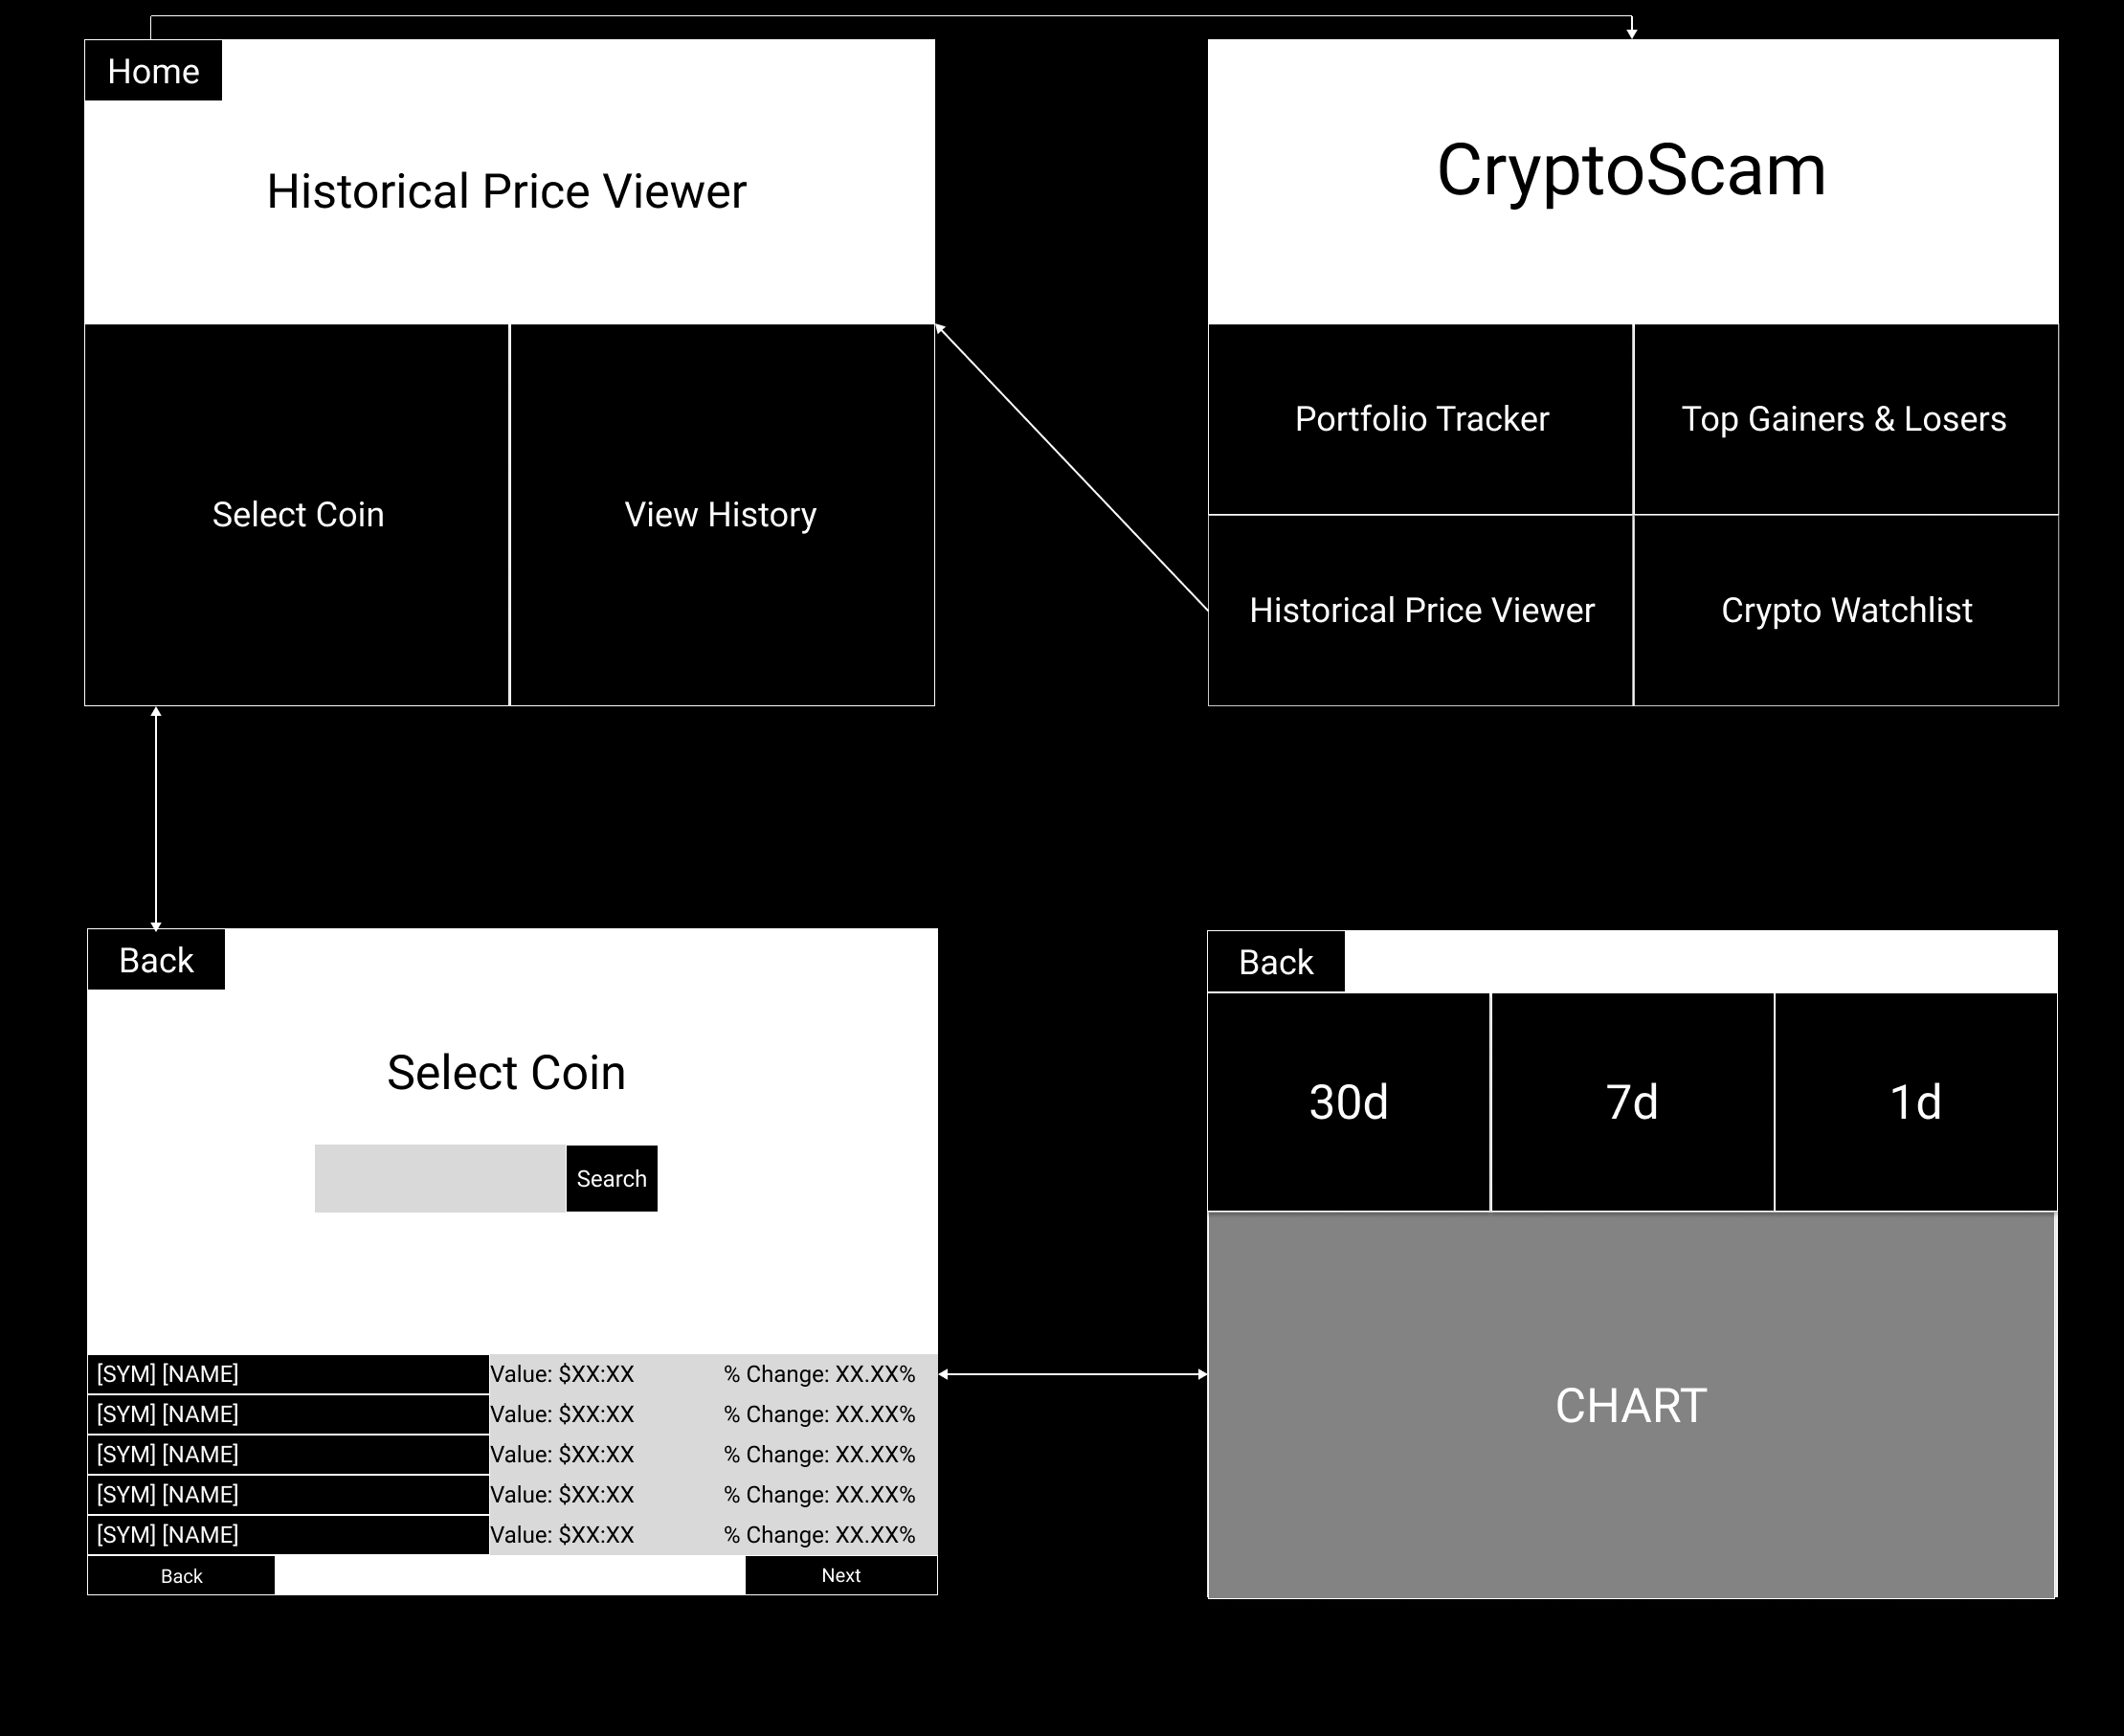 Home
Historical Price Viewer
Select Coin
View History
CryptoScam
Portfolio Tracker
Top Gainers & Losers
Historical Price Viewer
Crypto Watchlist
Back
Select Coin
Search
[SYM] [NAME] Value: $XX:XX % Change: XX.XX%
[SYM] [NAME] Value: $XX:XX % Change: XX.XX%
[SYM] [NAME] Value: $XX:XX % Change: XX.XX%
[SYM] [NAME] Value: $XX:XX % Change: XX.XX%
[SYM] [NAME] Value: $XX:XX % Change: XX.XX%
Back
Next
Back
30d
7d
1d
CHART